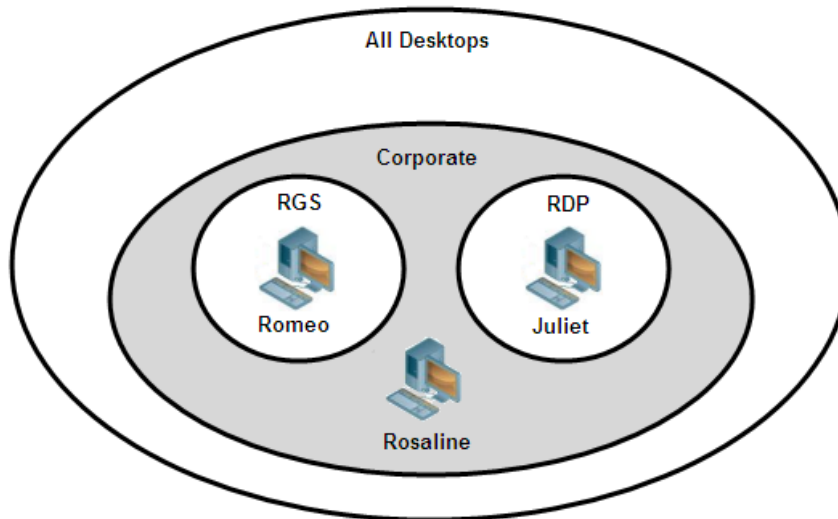 All Desktops
Corporate
RGS
RDP
Romeo
Juliet
Rosaline